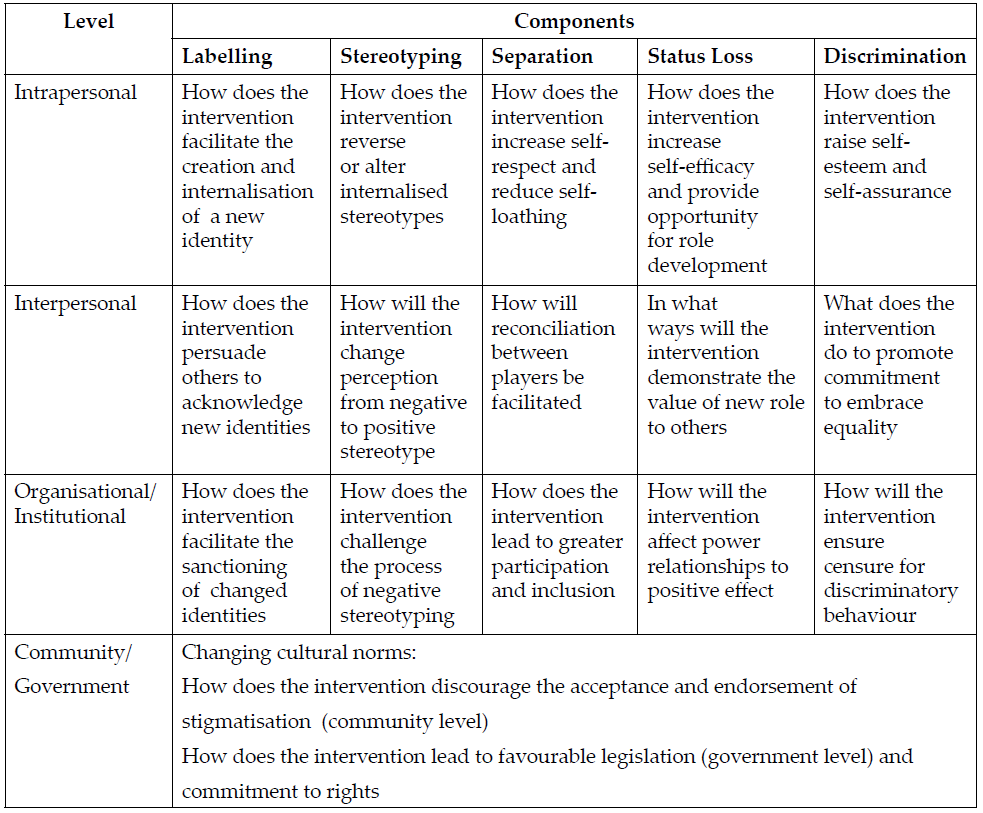 Level
Components
Labelling
Stereotyping
Separation
Status Loss
Discrimination
Intrapersonal
How does the
intervention
facilitate the
creation and
internalisation
of a new
identity
How does the
intervention
reverse
or alter
internalised
stereotypes
How does the
intervention
increase self-
respect and
reduce self-
loathing
How does the
intervention
increase
self-efficacy
and provide
opportunity
for role
development
How does the
intervention
raise self-
esteem and
self-assurance
Interpersonal
How does the
intervention
persuade
others to
acknowledge
new identities
How will the
intervention
change
perception
from negative
to positive
stereotype
How will
reconciliation
between
players be
facilitated
In what
ways will the
intervention
demonstrate the
value of new role
to others
What does the
intervention
do to promote
commitment
to embrace
equality
Organisational/
Institutional
How does the
intervention
facilitate the
sanctioning
of changed
identities
How does the
intervention
challenge
the process
of negative
stereotyping
How does the
intervention
lead to greater
participation
and inclusion
How will the
intervention
affect power
relationships to
positive effect
How will the
intervention
ensure
censure for
discriminatory
behaviour
Community/
Government
Changing cultural norms:
How does the intervention discourage the acceptance and endorsement of
stigmatisation (community level)
How does the intervention lead to favourable legislation (government level) and
commitment to rights